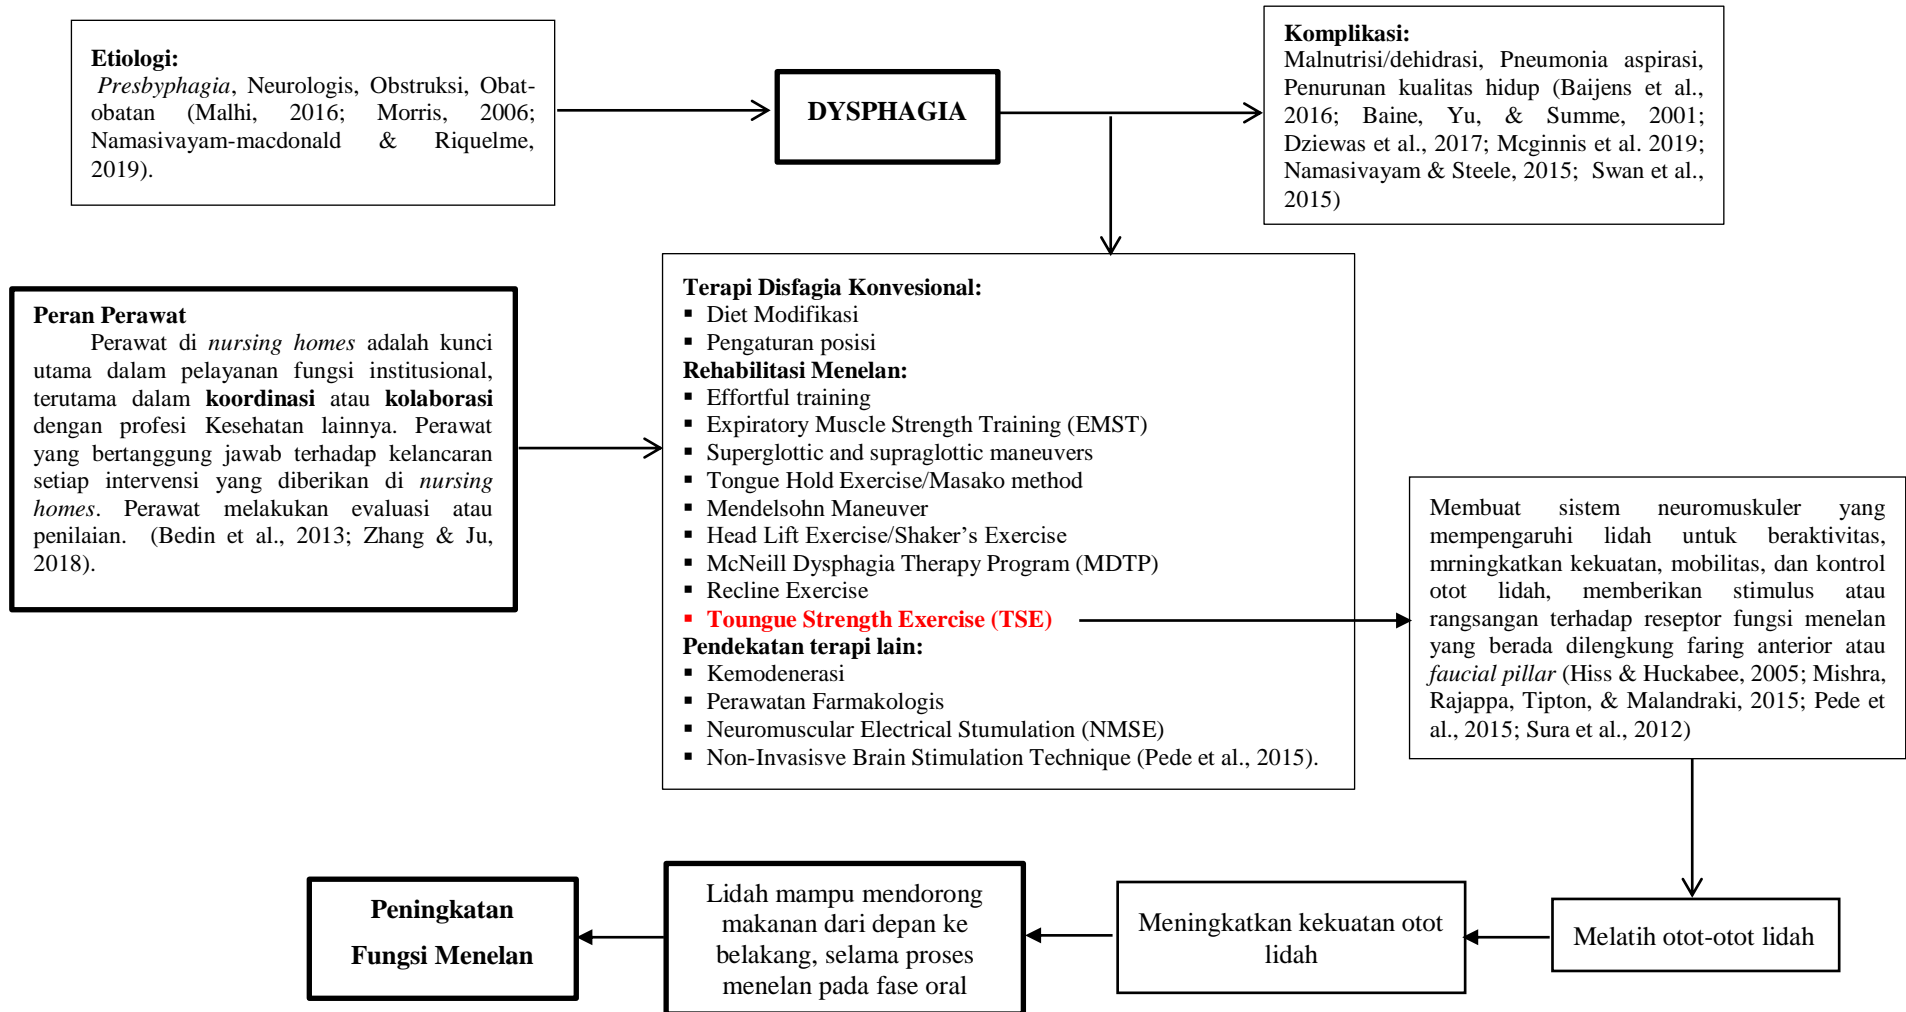 Etiologi:
Presbyphagia, Neurologis, Obstruksi, Obat-
obatan (Malhi, 2016; Morris, 2006;
Namasivayam-macdonald & Riquelme,
2019).
DYSPHAGIA
Komplikasi:
Malnutrisi/dehidrasi, Pneumonia aspirasi,
Penurunan kualitas hidup (Baijens et al.,
2016; Baine, Yu, & Summe, 2001;
Dziewas et al., 2017; Mcginnis et al. 2019;
Namasivayam & Steele, 2015; Swan et al.,
2015)
Peran Perawat
Perawat di nursing homes adalah kunci
utama dalam pelayanan fungsi institusional,
terutama dalam koordinasi atau kolaborasi
dengan profesi Kesehatan lainnya. Perawat
yang bertanggung jawab terhadap kelancaran
setiap intervensi yang diberikan di nursing
homes. Perawat melakukan evaluasi atau
penilaian. (Bedin et al., 2013; Zhang & Ju,
2018).
Terapi Disfagia Konvesional:
▪ Diet Modifikasi
▪ Pengaturan posisi
Rehabilitasi Menelan:
▪ Effortful training
▪ Expiratory Muscle Strength Training (EMST)
▪ Superglottic and supraglottic maneuvers
▪ Tongue Hold Exercise/Masako method
▪ Mendelsohn Maneuver
▪ Head Lift Exercise/Shaker’s Exercise
▪ McNeill Dysphagia Therapy Program (MDTP)
▪ Recline Exercise
▪ Toungue Strength Exercise (TSE)
Pendekatan terapi lain:
▪ Kemodenerasi
▪ Perawatan Farmakologis
▪ Neuromuscular Electrical Stumulation (NMSE)
▪ Non-Invasisve Brain Stimulation Technique (Pede et al., 2015).
Membuat sistem neuromuskuler yang
mempengaruhi lidah untuk beraktivitas,
mrningkatkan kekuatan, mobilitas, dan kontrol
otot lidah, memberikan stimulus atau
rangsangan terhadap reseptor fungsi menelan
yang berada dilengkung faring anterior atau
faucial pillar (Hiss & Huckabee, 2005; Mishra,
Rajappa, Tipton, & Malandraki, 2015; Pede et
al., 2015; Sura et al., 2012)
Melatih otot-otot lidah
Meningkatkan kekuatan otot
lidah
Lidah mampu mendorong
makanan dari depan ke
belakang, selama proses
menelan pada fase oral
Peningkatan
Fungsi Menelan